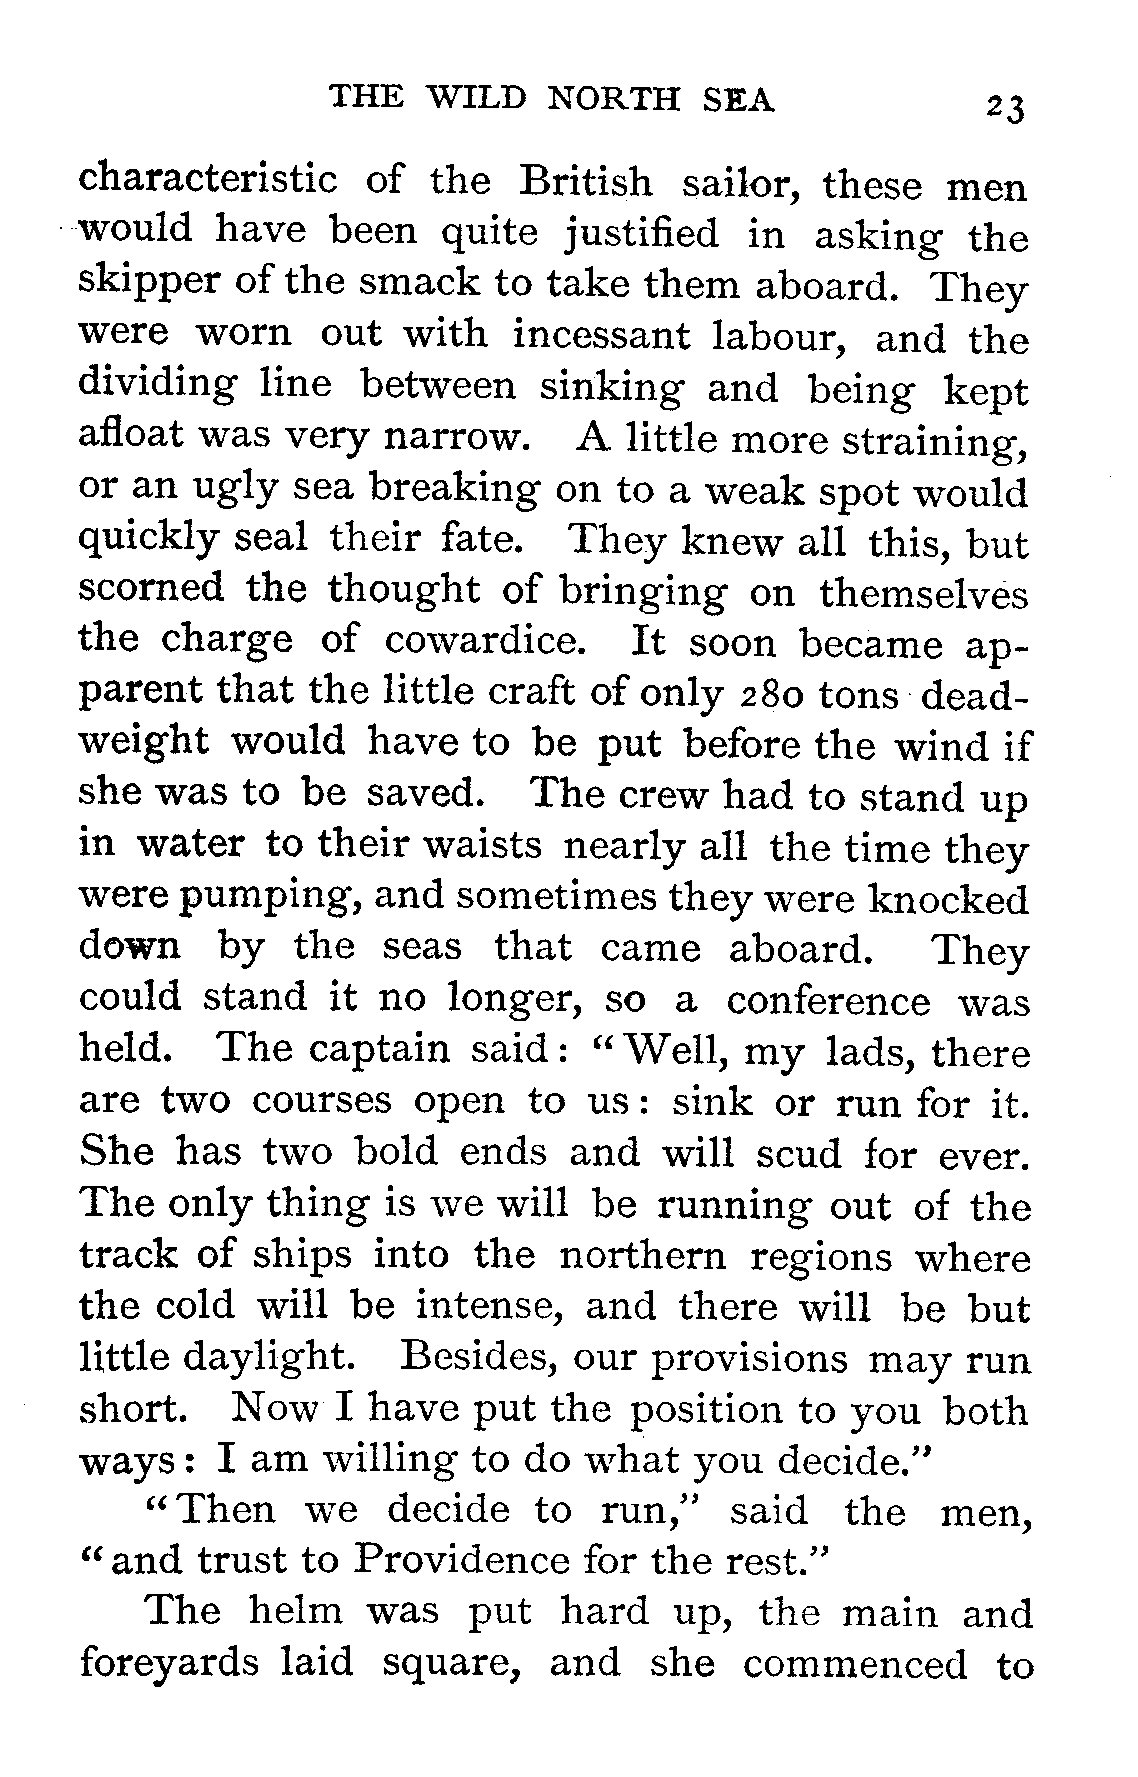 THE WILD NORTH SEA 23
characteristic of the British sailor, these men
would have been quite justified in asking the
skipper of the smack to take them aboard. They
were worn out with incessant labour, and the
dividing line between sinking and being kept
afloat was very narrow. A little more straining,
or an ugly sea breaking on to a weak spot would
quickly seal their fate. They knew all this, but
scorned the thought of bringing on themselves
the charge of cowardice. It soon became ap-
parent that the little craft of only 280 tons dead-
weight would have to be put before the wind if
she was to be saved. The crew had to stand up
in water to their waists nearly all the time they
were pumping, and sometimes they were knocked
down by the seas that came aboard. They
could stand it no longer, so a conference was
held. The captain said: “Well, my lads, there
are two courses open to us: sink or run for it.
She has two bold ends and will scud for ever.
The only thing is we will be running out of the
track of ships into the northern regions where
the cold will be intense, and there will be but
little daylight. Besides, our provisions may run
short. Now I have put the position to you both
ways: I am willing to do what you decide.”
“Then we decide to run,” said the men,
“and trust to Providence for the rest.”
The helm was put hard up, the main and
foreyards laid square, and she commenced to